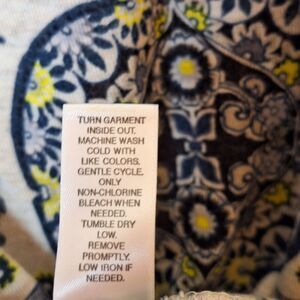 TURN GARMENT
INSIDE OUT.
MACHINE WASH
COLD WITH
LIKE COLORS.
GENTLE CYCLE.
ONLY
NON-CHLORINE
BLEACH WHEN
NEEDED.
TUMBLE DRY
LOW.
REMOVE
PROMPTLY.
LOW IRON IF
NEEDED.